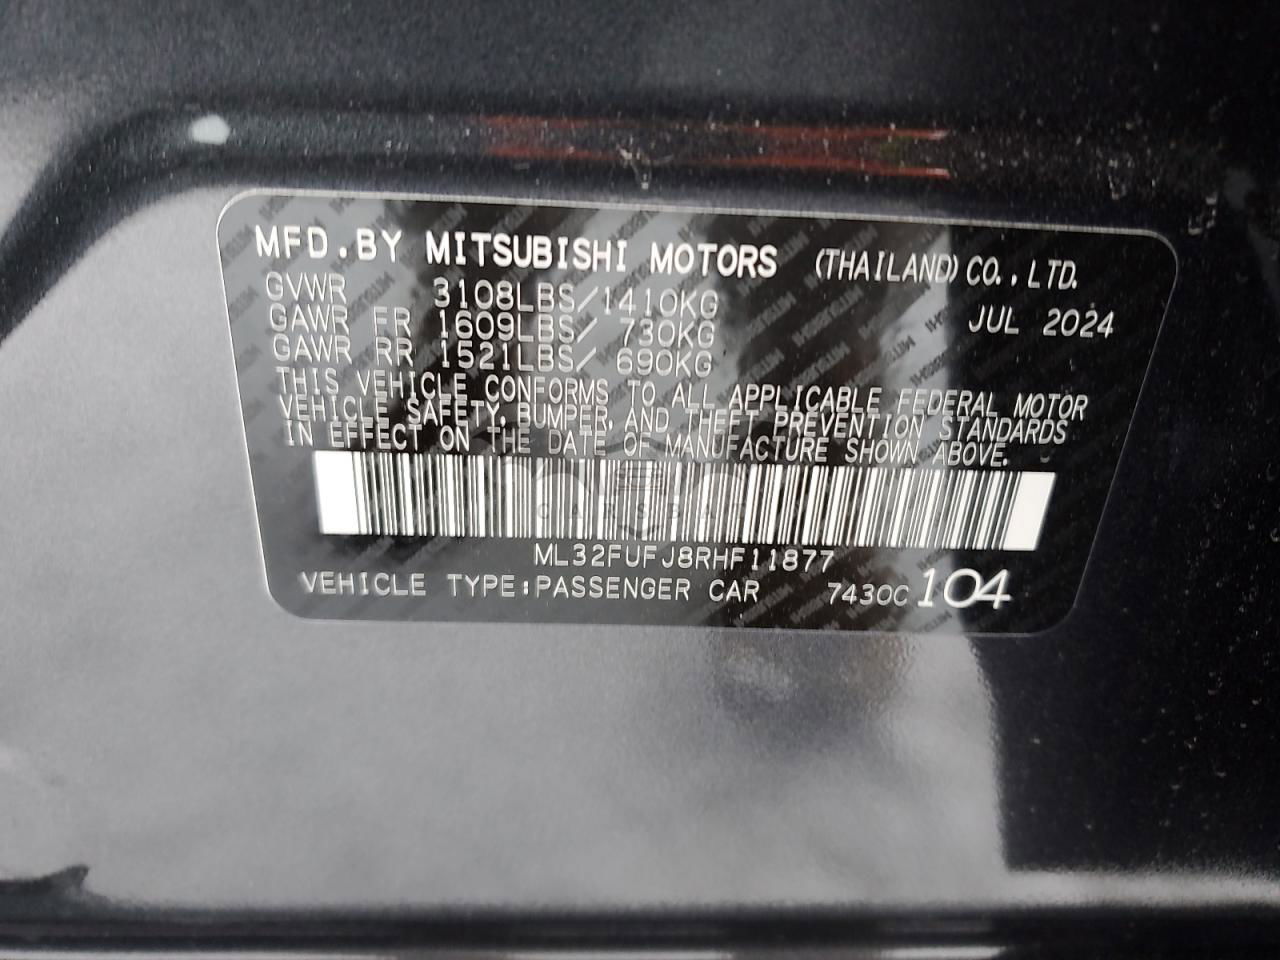 MFD.BY MITSUBISHI MOTORS (THAILAND) CO.,LTD.
GVWR 3108LBS/1410KG JUL 2024
GAWR FR 1609LBS/ 730KG
GAWR RR 1521LBS/ 690KG
THIS VEHICLE CONFORMS TO ALL APPLICABLE FEDERAL MOTOR
VEHICLE SAFETY, BUMPER, AND THEFT PREVENTION STANDARDS
IN EFFECT ON THE DATE OF MANUFACTURE SHOWN ABOVE.
ML32FUFJ8RHF11877
VEHICLE TYPE:PASSENGER CAR 7430C 104